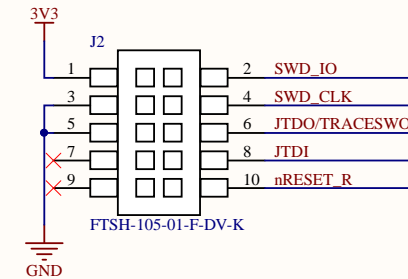 3V3
J2
1 2 SWD_IO
3 4 SWD_CLK
5 6 JTDO/TRACESWO
7 8 JTDI
9 10 nRESET_R
FTSH-105-01-F-DV-K
GND